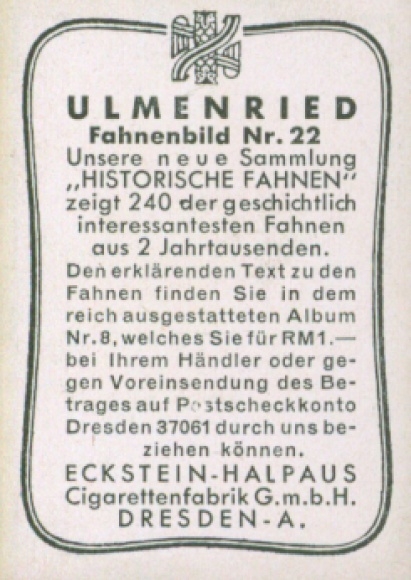 ULMENRIED
Fahnenbild Nr. 22
Unsere neue Sammlung
„HISTORISCHE FAHNEN"
zeigt 240 der geschichtlich
interessantesten Fahnen
aus 2 Jahrtausenden.
Den erklärenden Text zu den
Fahnen finden Sie in dem
reich ausgestatteten Album
Nr. 8, welches Sie für RM 1.—
bei Ihrem Händler oder ge-
gen Voreinsendung des Be-
trages auf Postscheckkonto
Dresden 37061 durch uns be-
ziehen können.
ECKSTEIN-HALPAUS
Cigarettenfabrik G.m.b.H.
DRESDEN-A.